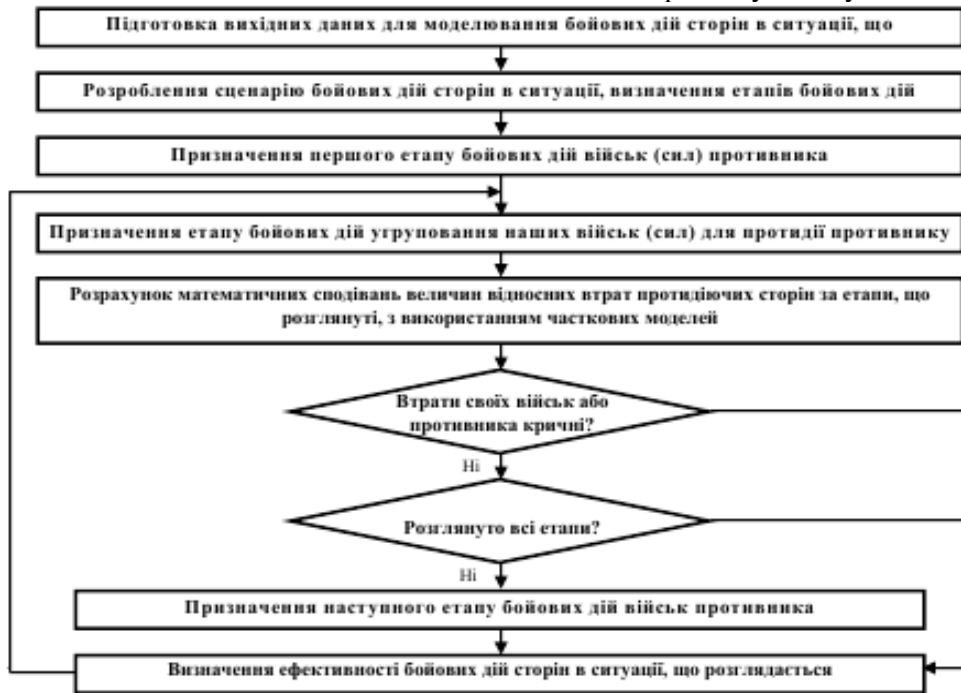 Підготовка вихідних даних для моделювання бойових дій сторін в ситуації, що
Розроблення сценарію бойових дій сторін в ситуації, визначення етапів бойових дій
Призначення першого етапу бойових дій військ (сил) противника
Призначення етапу бойових дій угруповання наших військ (сил) для протидії противнику
Розрахунок математичних сподівань величин відносних втрат протидіючих сторін за етапи, що
розглянуті, з використанням часткових моделей
Втрати своїх військ або
противника кричні?
Ні
Розглянуто всі етапи?
Ні
Призначення наступного етапу бойових дій військ противника
Визначення ефективності бойових дій сторін в ситуації, що розглядається